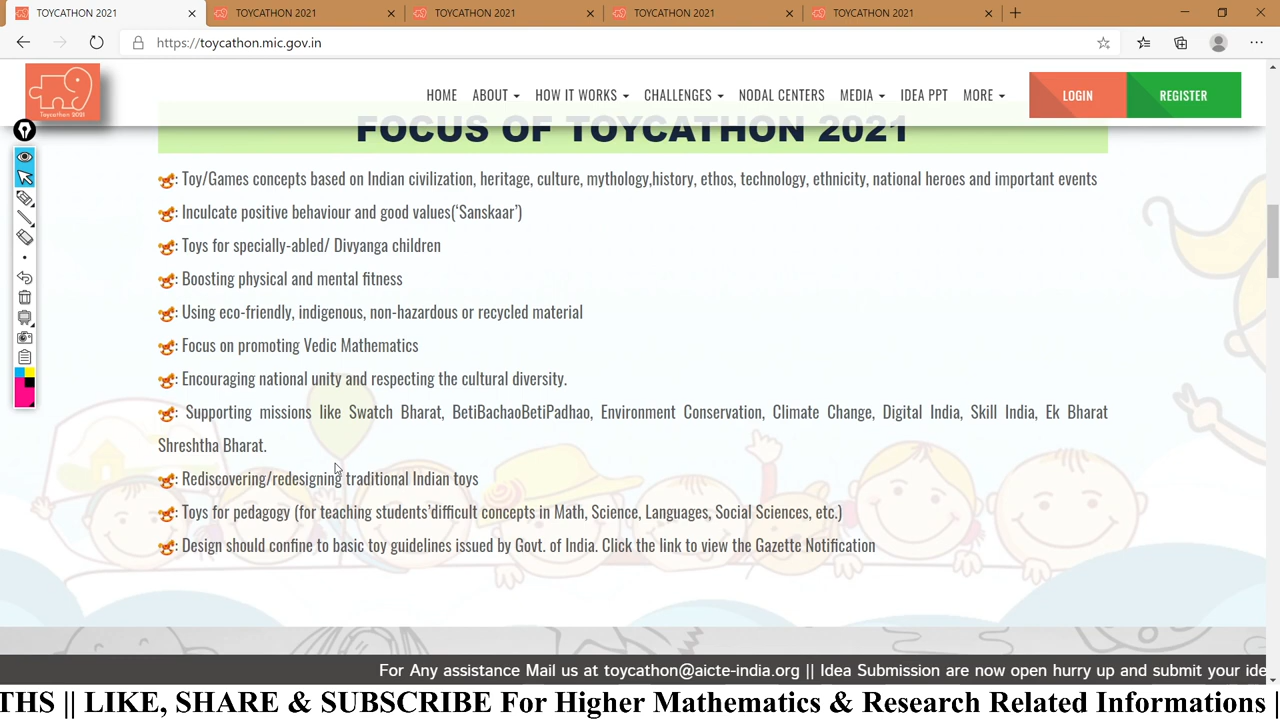 TOYCATHON 2021
TOYCATHON 2021
TOYCATHON 2021
TOYCATHON 2021
TOYCATHON 2021
https://toycathon.mic.gov.in
Toycathon 2021
HOME ABOUT HOW IT WORKS CHALLENGES NODAL CENTERS MEDIA IDEA PPT MORE LOGIN REGISTER
FOCUS OF TOYCATHON 2021
: Toy/Games concepts based on Indian civilization, heritage, culture, mythology,history, ethos, technology, ethnicity, national heroes and important events
: Inculcate positive behaviour and good values(‘Sanskaar’)
: Toys for specially-abled/ Divyanga children
: Boosting physical and mental fitness
: Using eco-friendly, indigenous, non-hazardous or recycled material
: Focus on promoting Vedic Mathematics
: Encouraging national unity and respecting the cultural diversity.
: Supporting missions like Swatch Bharat, BetiBachaoBetiPadhao, Environment Conservation, Climate Change, Digital India, Skill India, Ek Bharat
Shreshtha Bharat.
: Rediscovering/redesigning traditional Indian toys
: Toys for pedagogy (for teaching students’difficult concepts in Math, Science, Languages, Social Sciences, etc.)
: Design should confine to basic toy guidelines issued by Govt. of India. Click the link to view the Gazette Notification
For Any assistance Mail us at toycathon@aicte-india.org || Idea Submission are now open hurry up and submit your ide
THS || LIKE, SHARE & SUBSCRIBE For Higher Mathematics & Research Related Informations |